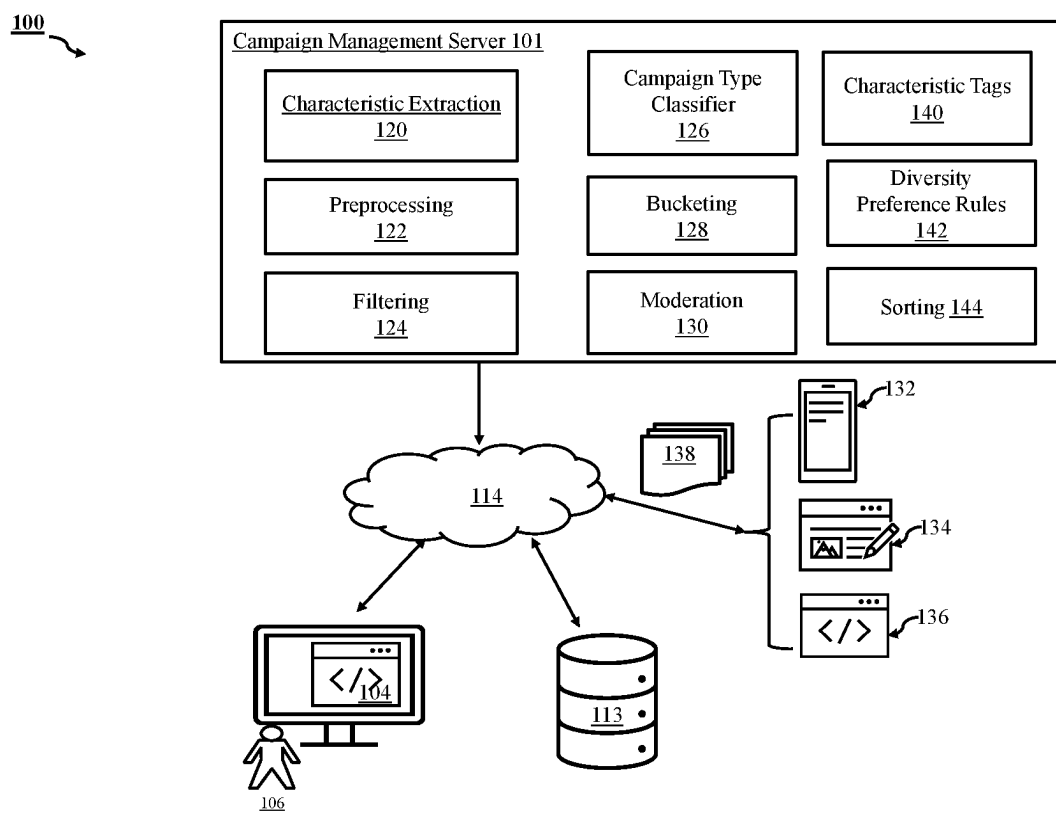 100
Campaign Management Server 101
Characteristic Extraction
120
Campaign Type
Classifier
126
Characteristic Tags
140
Preprocessing
122
Bucketing
128
Diversity
Preference Rules
142
Filtering
124
Moderation
130
Sorting 144
132
138
114
134
136
</>
</>
104
113
106